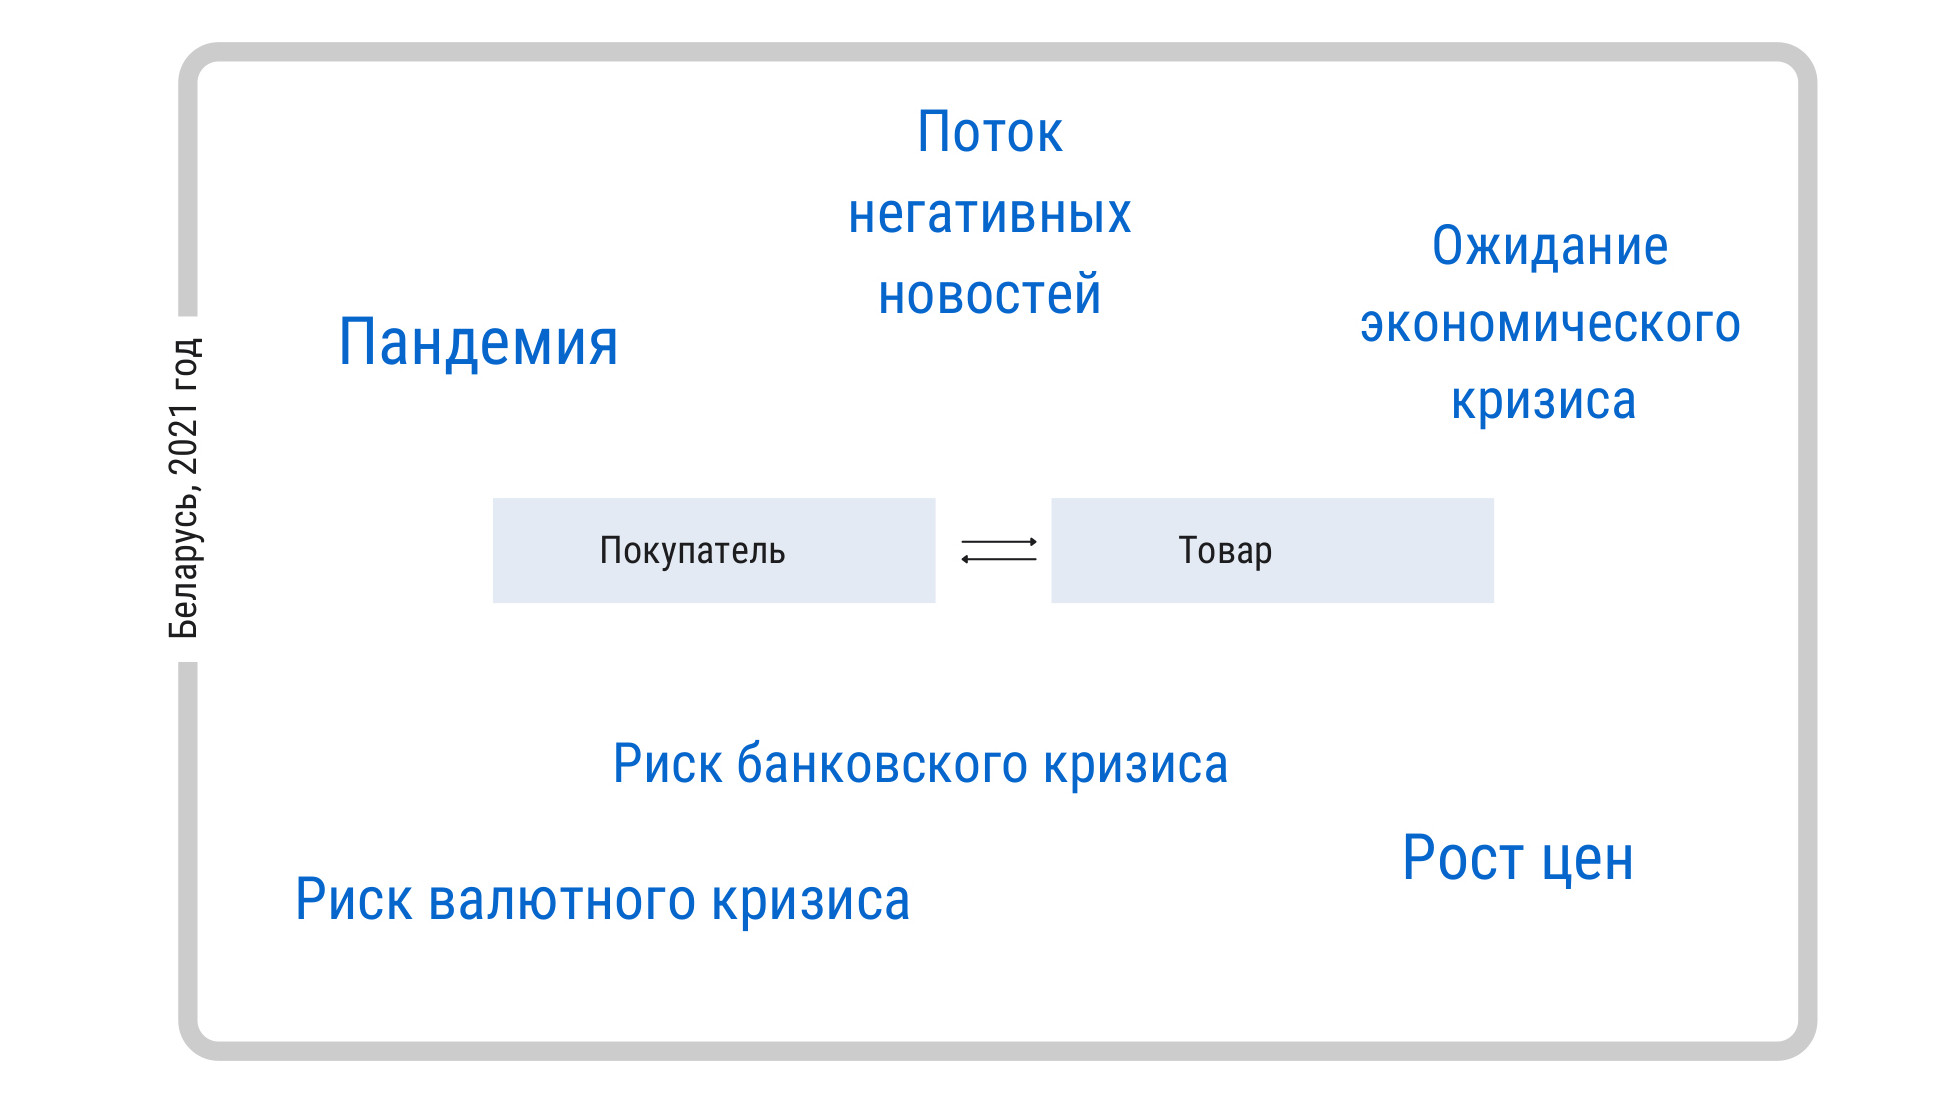 Поток
негативных
новостей
Ожидание
экономического
кризиса
Пандемия
Беларусь, 2021 год
Покупатель
Товар
Риск банковского кризиса
Рост цен
Риск валютного кризиса